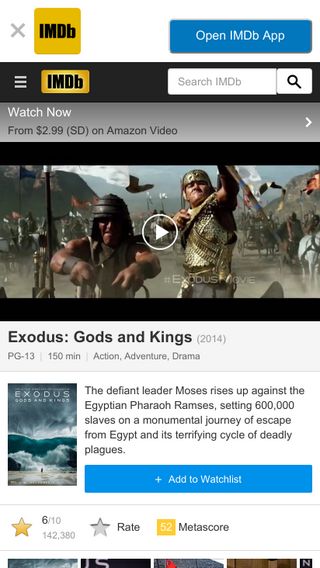 IMDb
Open IMDb App
IMDb
Search IMDb
Watch Now
From $2.99 (SD) on Amazon Video
#EXODUSMOVIE
Exodus: Gods and Kings (2014)
PG-13 | 150 min | Action, Adventure, Drama
EXODUS
GODS AND KINGS
The defiant leader Moses rises up against the
Egyptian Pharaoh Ramses, setting 600,000
slaves on a monumental journey of escape
from Egypt and its terrifying cycle of deadly
plagues.
+ Add to Watchlist
6/10
142,380
Rate
52 Metascore